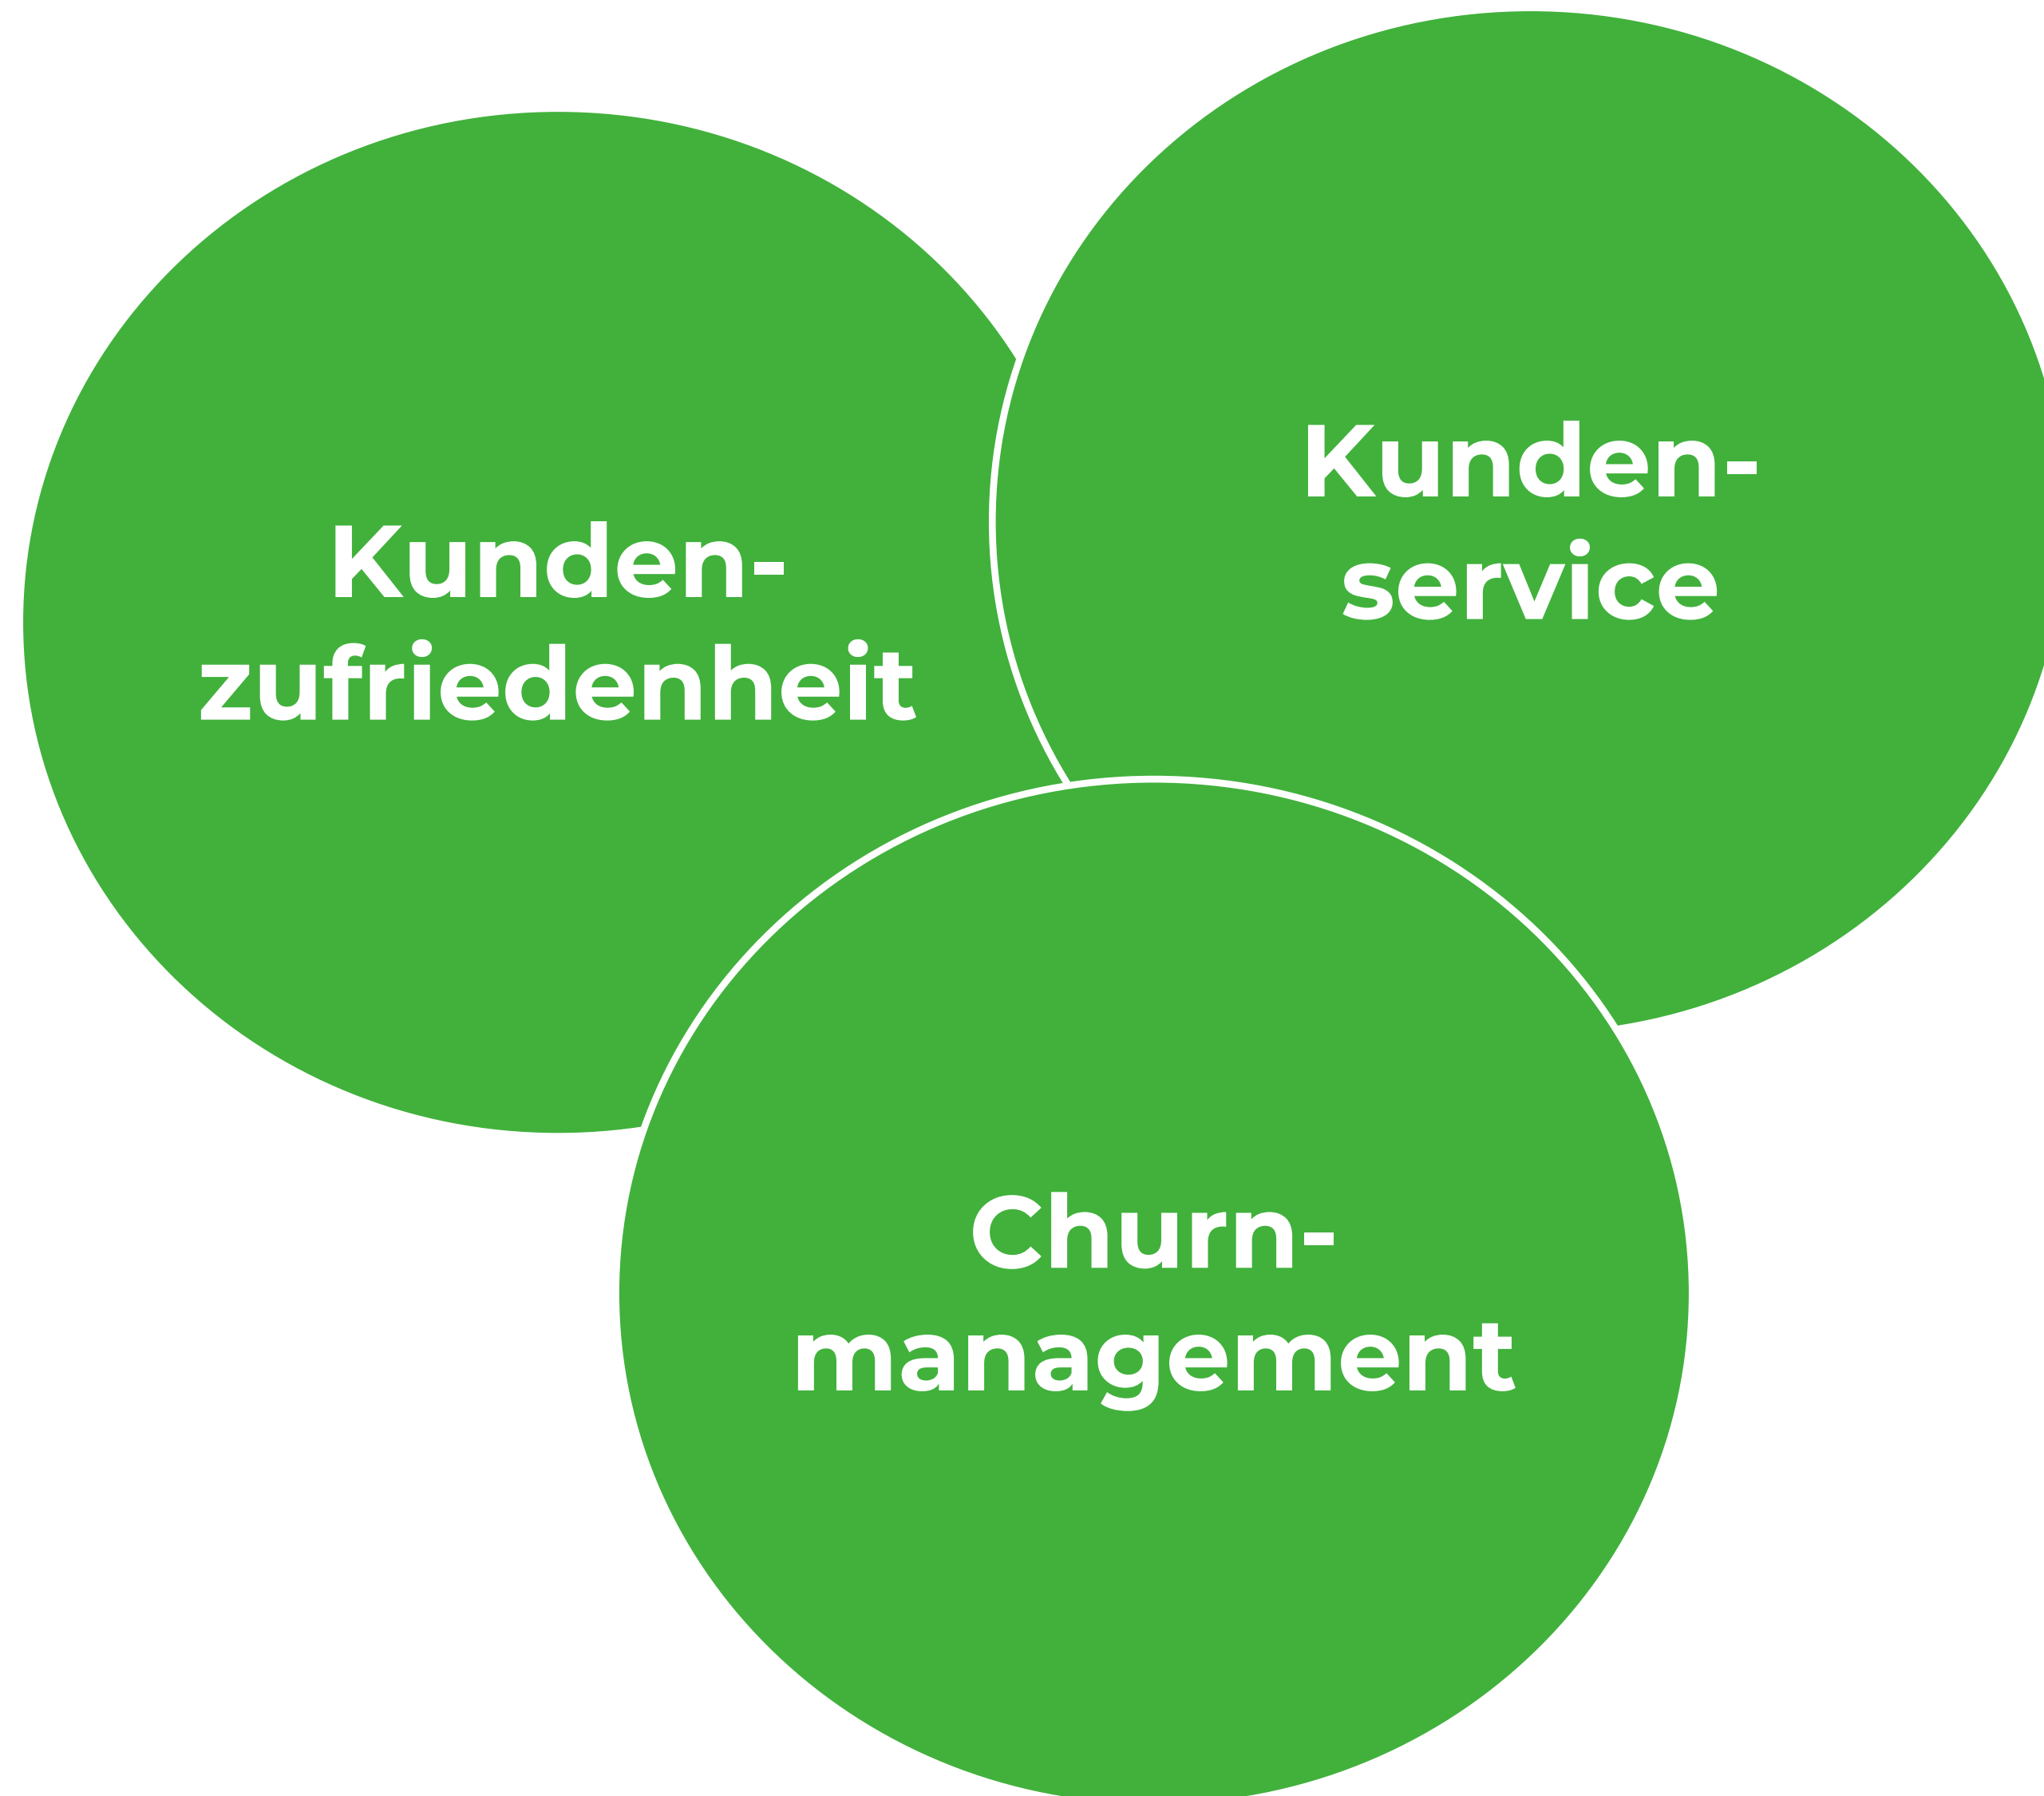 Kunden-
zufriedenheit
Kunden-
service
Churn-
management